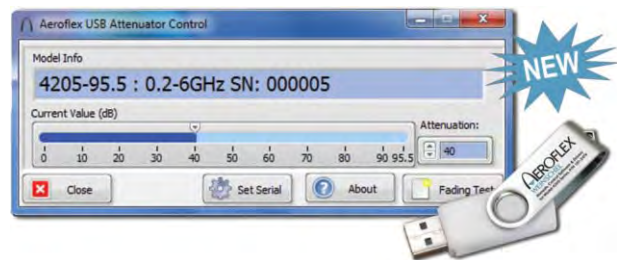 Aeroflex USB Attenuator Control
Model Info
4205-95.5 : 0.2-6GHz SN: 000005
Current Value (dB)
0 10 20 30 40 50 60 70 80 90 95.5
Attenuation:
40
Close
Set Serial
About
Fading Test
NEW
AEROFLEX
WEINSCHEL